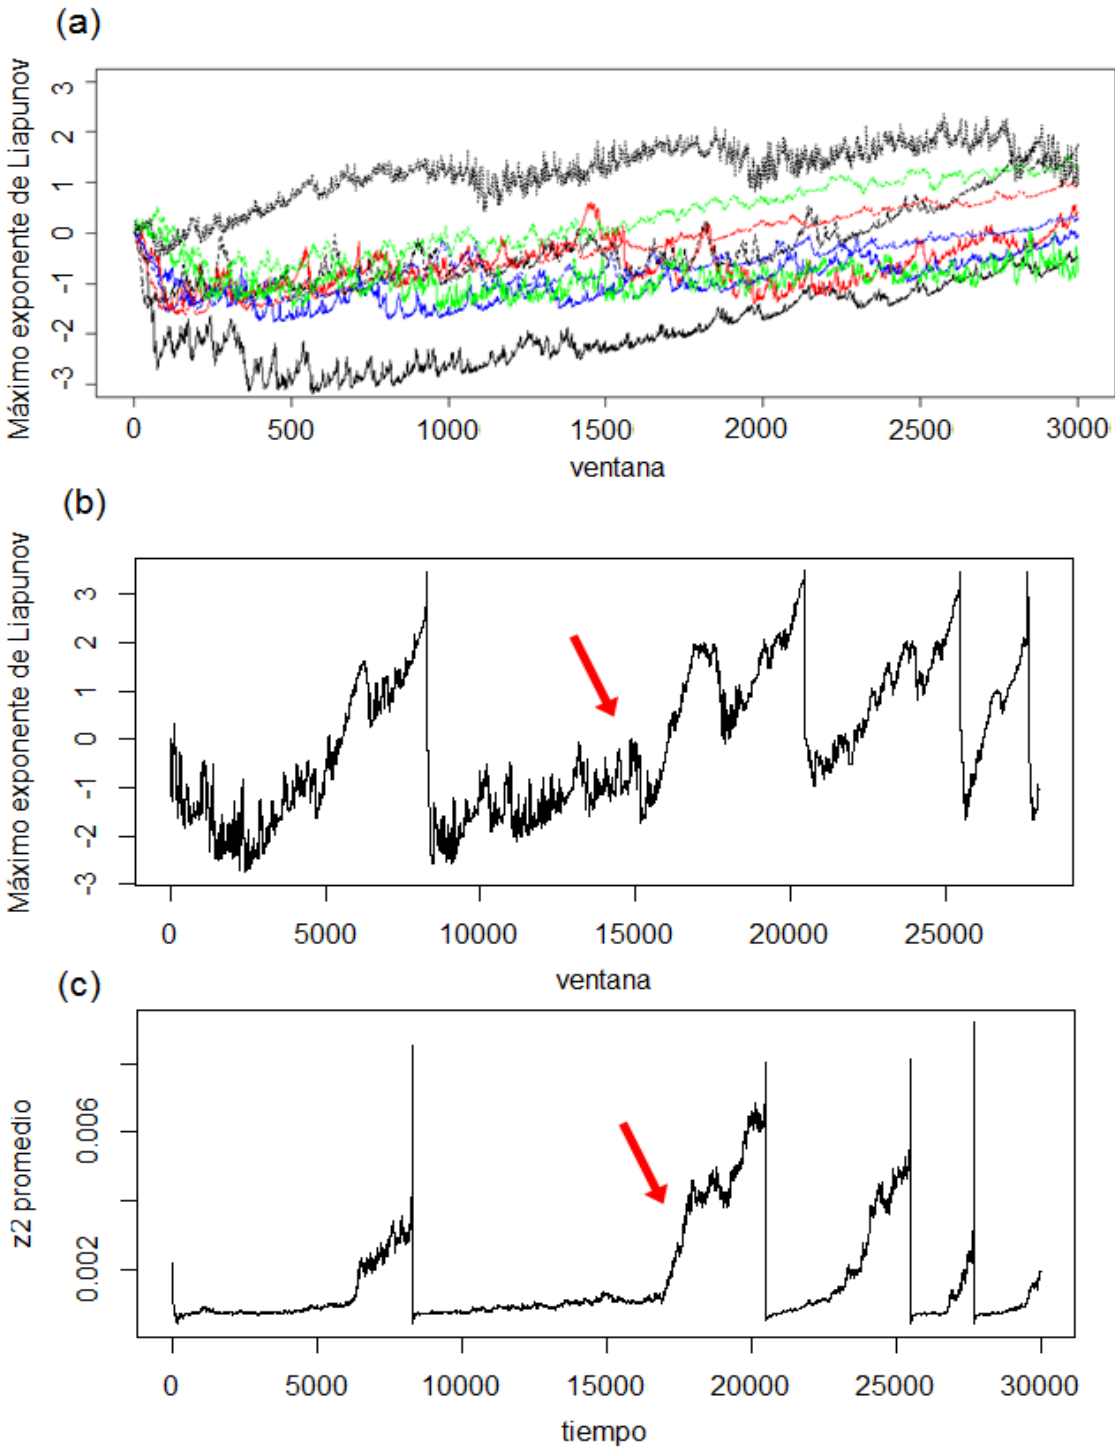 (a)
Máximo exponente de Liapunov
3
2
1
0
-1
-2
-3
0 500 1000 1500 2000 2500 3000
ventana
(b)
Máximo exponente de Liapunov
3
2
1
0
-1
-2
-3
0 5000 10000 15000 20000 25000
ventana
(c)
z2 promedio
0.006
0.002
0 5000 10000 15000 20000 25000 30000
tiempo